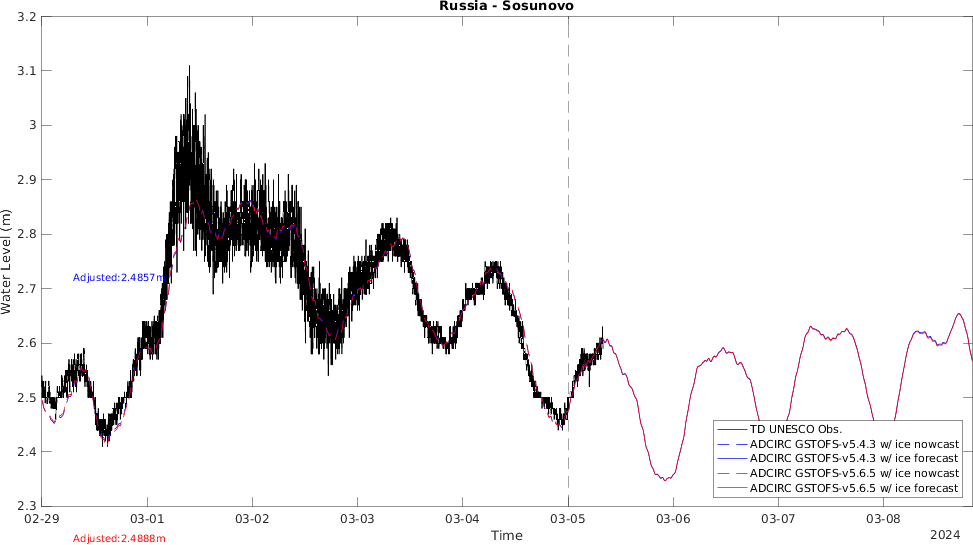 Russia - Sosunovo
3.2
3.1
3
2.9
2.8
2.7
2.6
2.5
2.4
2.3
Water Level (m)
Adjusted:2.4857m
TD UNESCO Obs.
ADCIRC GSTOFS-v5.4.3 w/ ice nowcast
ADCIRC GSTOFS-v5.4.3 w/ ice forecast
ADCIRC GSTOFS-v5.6.5 w/ ice nowcast
ADCIRC GSTOFS-v5.6.5 w/ ice forecast
02-29 03-01 03-02 03-03 03-04 03-05 03-06 03-07 03-08
Time
2024
Adjusted:2.4888m